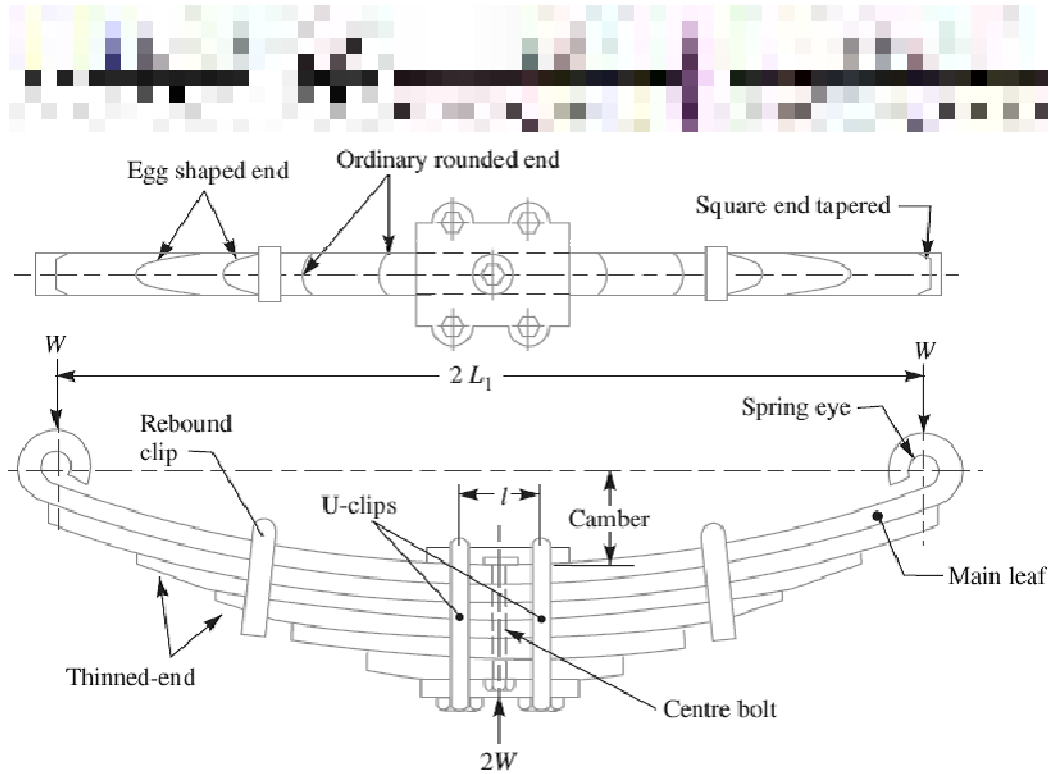 Egg shaped end
Ordinary rounded end
Square end tapered
W
W
2 L1
Spring eye
Rebound
clip
U-clips
l
Camber
Main leaf
Thinned-end
Centre bolt
2W